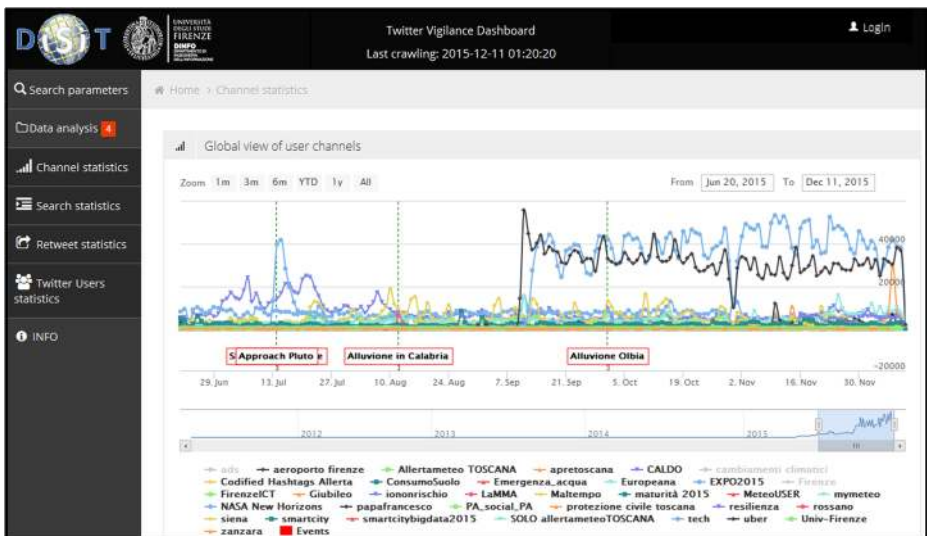 DISIT
UNIVERSITÀ
DEGLI STUDI
FIRENZE
DINFO
DIPARTIMENTO DI
INGEGNERIA
DELL'INFORMAZIONE
Twitter Vigilance Dashboard
Last crawling: 2015-12-11 01:20:20
Login
Search parameters
Data analysis 4
Channel statistics
Search statistics
Retweet statistics
Twitter Users
statistics
INFO
Home > Channel statistics
Global view of user channels
Zoom 1m 3m 6m YTD 1y All
From Jun 20, 2015 To Dec 11, 2015
40000
20000
-20000
S Approach Pluto e
Alluvione in Calabria
Alluvione Olbia
29. Jun 13. Jul 27. Jul 10. Aug 24. Aug 7. Sep 21. Sep 5. Oct 19. Oct 2. Nov 16. Nov 30. Nov
2012 2013 2014 2015
ads aeroporto firenze Allertameteo TOSCANA apretoscana CALDO cambiamenti climatici
Codified Hashtags Allerta ConsumoSuolo Emergenza_acqua Europeana EXPO2015 Firenze
FirenzeICT Giubileo iononrischio LaMMA Maltempo maturità 2015 MeteoUSER mymeteo
NASA New Horizons papafrancesco PA_social_PA protezione civile toscana resilienza rossano
siena smartcity smartcitybigdata2015 SOLO allertameteoTOSCANA tech uber Univ-Firenze
zanzara Events